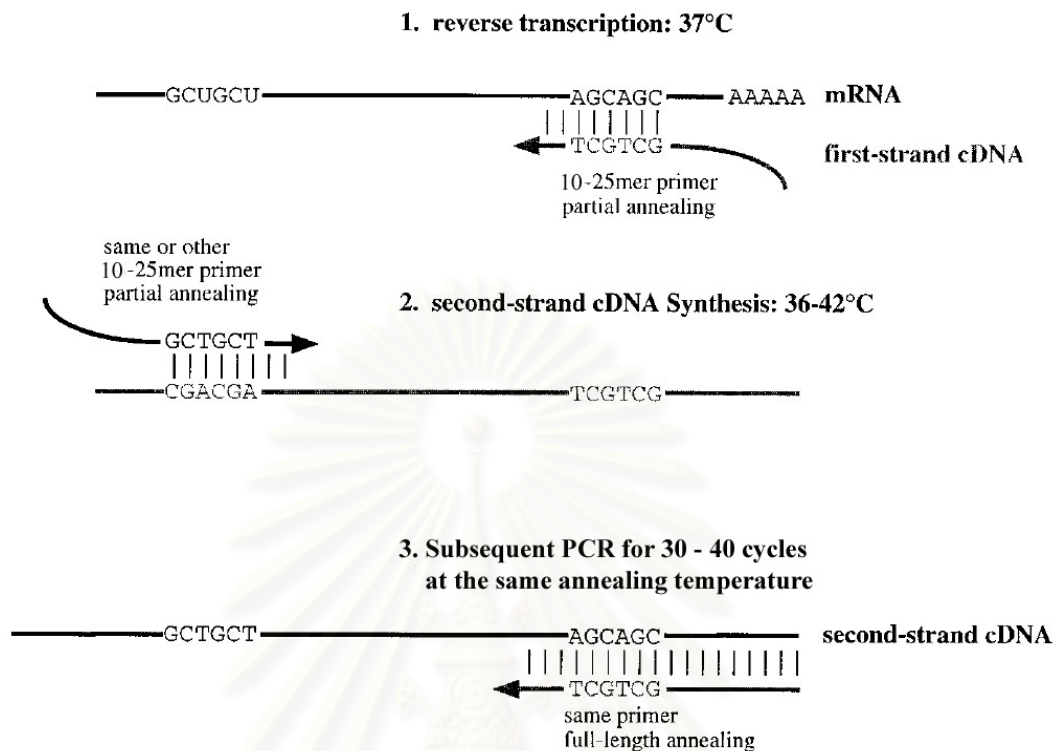 1. reverse transcription: 37°C
GCUGCU AGCAGC AAAAA mRNA
TCGTCG
first-strand cDNA
10-25mer primer
partial annealing
same or other
10-25mer primer
partial annealing
2. second-strand cDNA Synthesis: 36-42°C
GCTGCT
CGACGA TCGTCG
3. Subsequent PCR for 30 - 40 cycles
at the same annealing temperature
GCTGCT AGCAGC second-strand cDNA
TCGTCG
same primer
full-length annealing